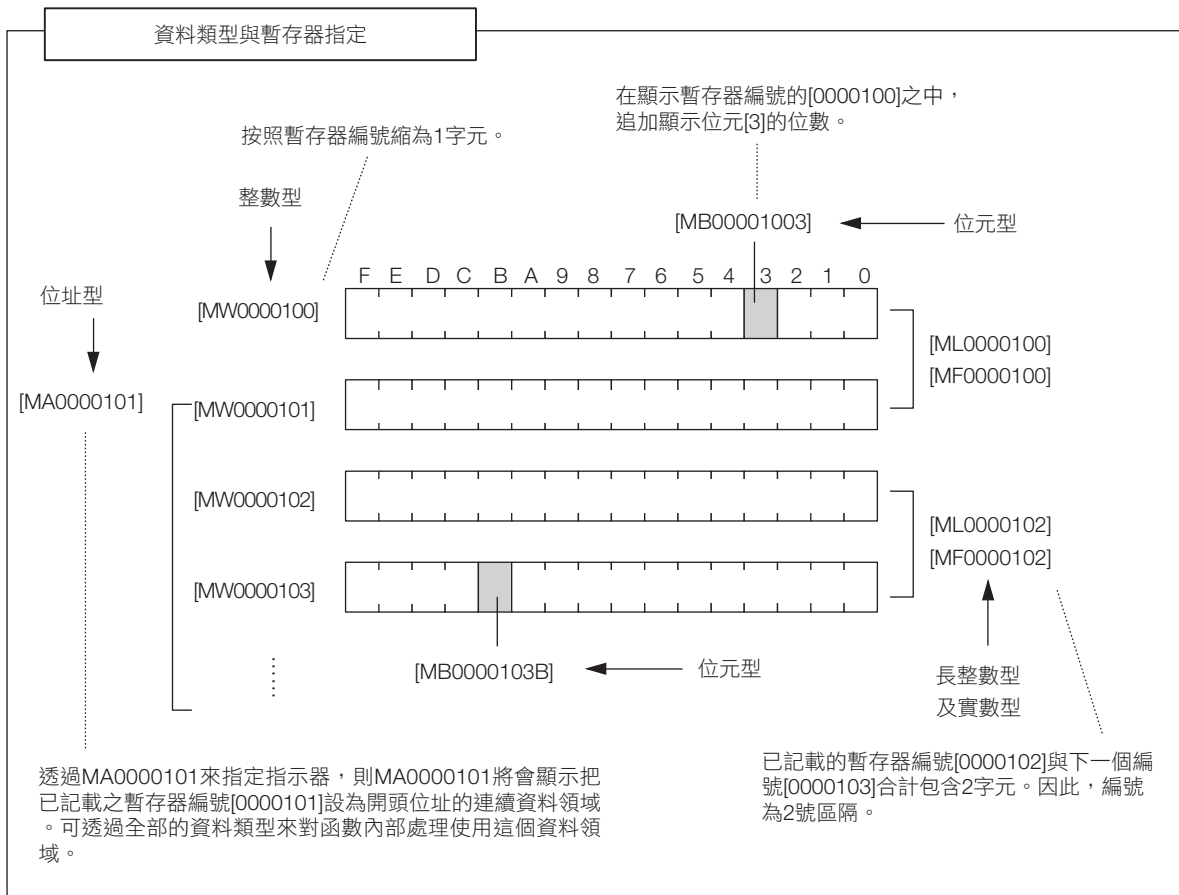 資料類型與暫存器指定
在顯示暫存器編號的[0000100]之中，
追加顯示位元[3]的位數。
按照暫存器編號縮為1字元。
整數型
[MB00001003]
位元型
F E D C B A 9 8 7 6 5 4 3 2 1 0
位址型
[MW0000100]
[ML0000100]
[MF0000100]
[MA0000101]
[MW0000101]
[MW0000102]
[ML0000102]
[MF0000102]
[MW0000103]
[MB0000103B]
位元型
長整數型
及實數型
透過MA0000101來指定指示器，則MA0000101將會顯示把
已記載之暫存器編號[0000101]設為開頭位址的連續資料領域
。可透過全部的資料類型來對函數內部處理使用這個資料領
域。
已記載的暫存器編號[0000102]與下一個編
號[0000103]合計包含2字元。因此，編號
為2號區隔。